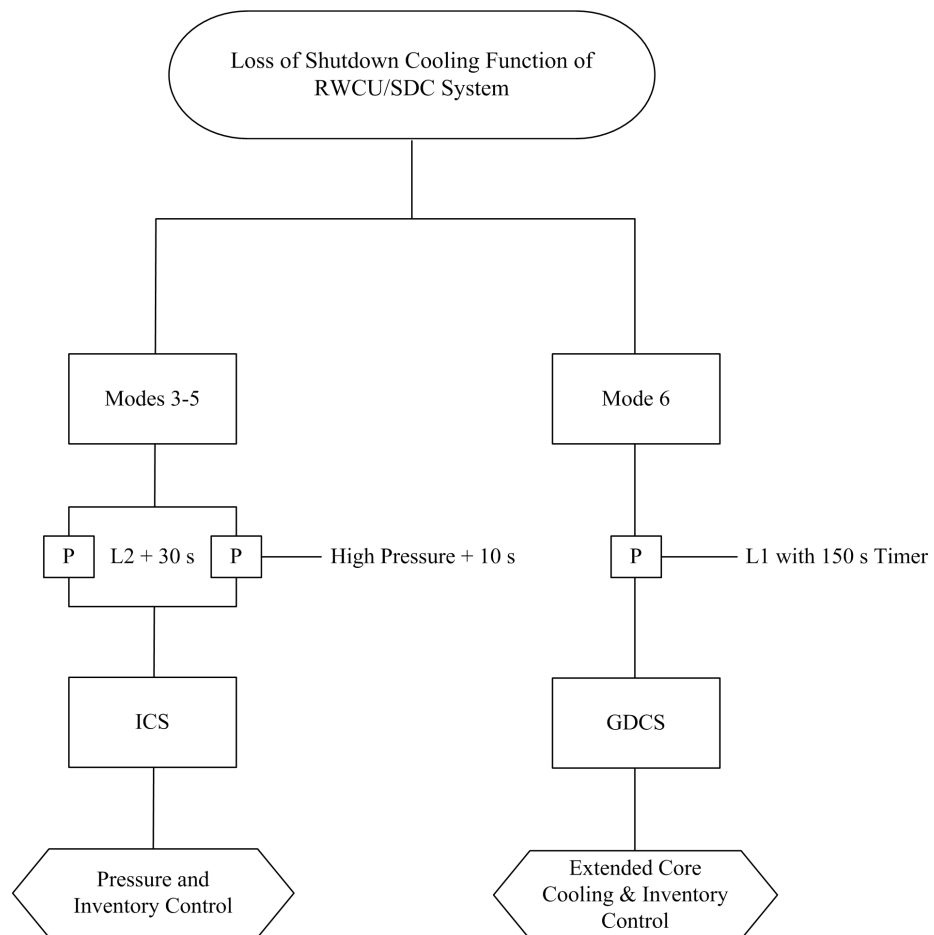 Loss of Shutdown Cooling Function of
RWCU/SDC System
Modes 3-5
Mode 6
P
L2 + 30 s
P
High Pressure + 10 s
P
L1 with 150 s Timer
ICS
GDCS
Pressure and
Inventory Control
Extended Core
Cooling & Inventory
Control